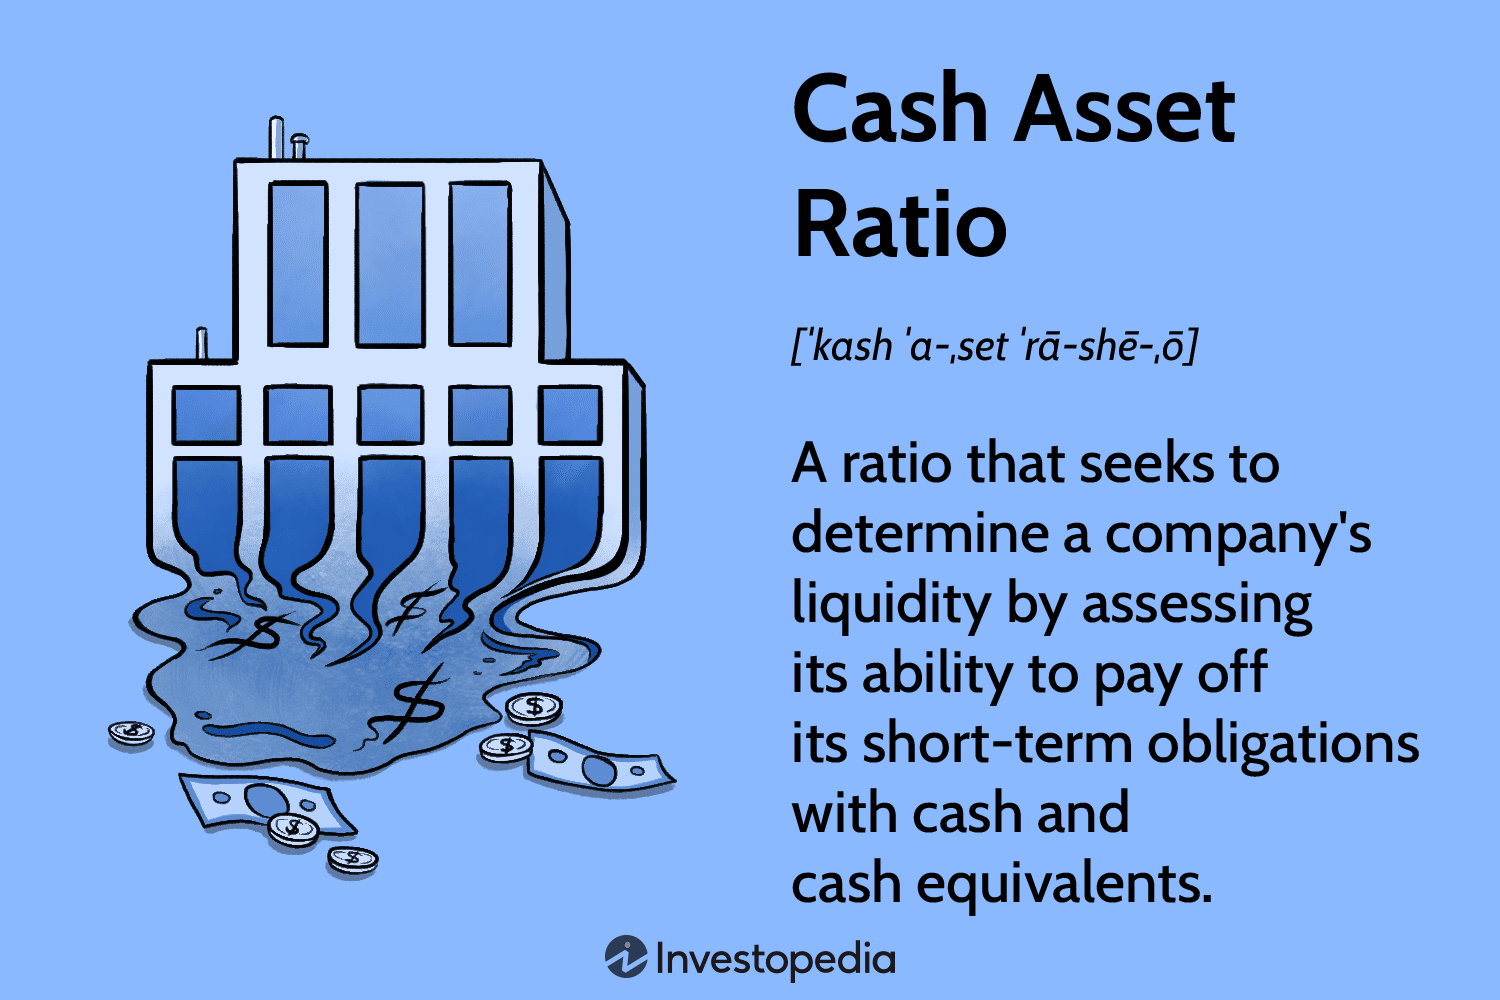 Cash Asset
Ratio
[ˈkash ˈa-ˌset ˈrā-shē-ˌō]
A ratio that seeks to
determine a company's
liquidity by assessing
its ability to pay off
its short-term obligations
with cash and
cash equivalents.
$ $
$
$
$
$
$
$
Investopedia